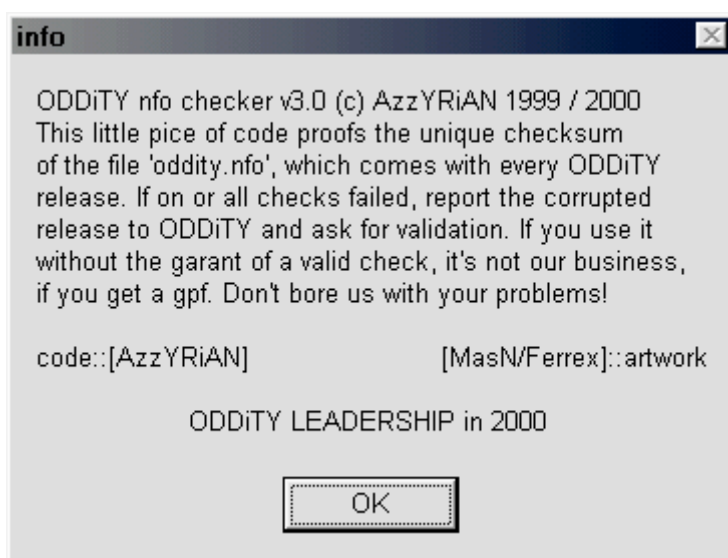 info
ODDiTY nfo checker v3.0 (c) AzzYRiAN 1999 / 2000
This little pice of code proofs the unique checksum
of the file 'oddity.nfo', which comes with every ODDiTY
release. If on or all checks failed, report the corrupted
release to ODDiTY and ask for validation. If you use it
without the garant of a valid check, it's not our business,
if you get a gpf. Don't bore us with your problems!
code::[AzzYRiAN] [MasN/Ferrex]::artwork
ODDiTY LEADERSHIP in 2000
OK